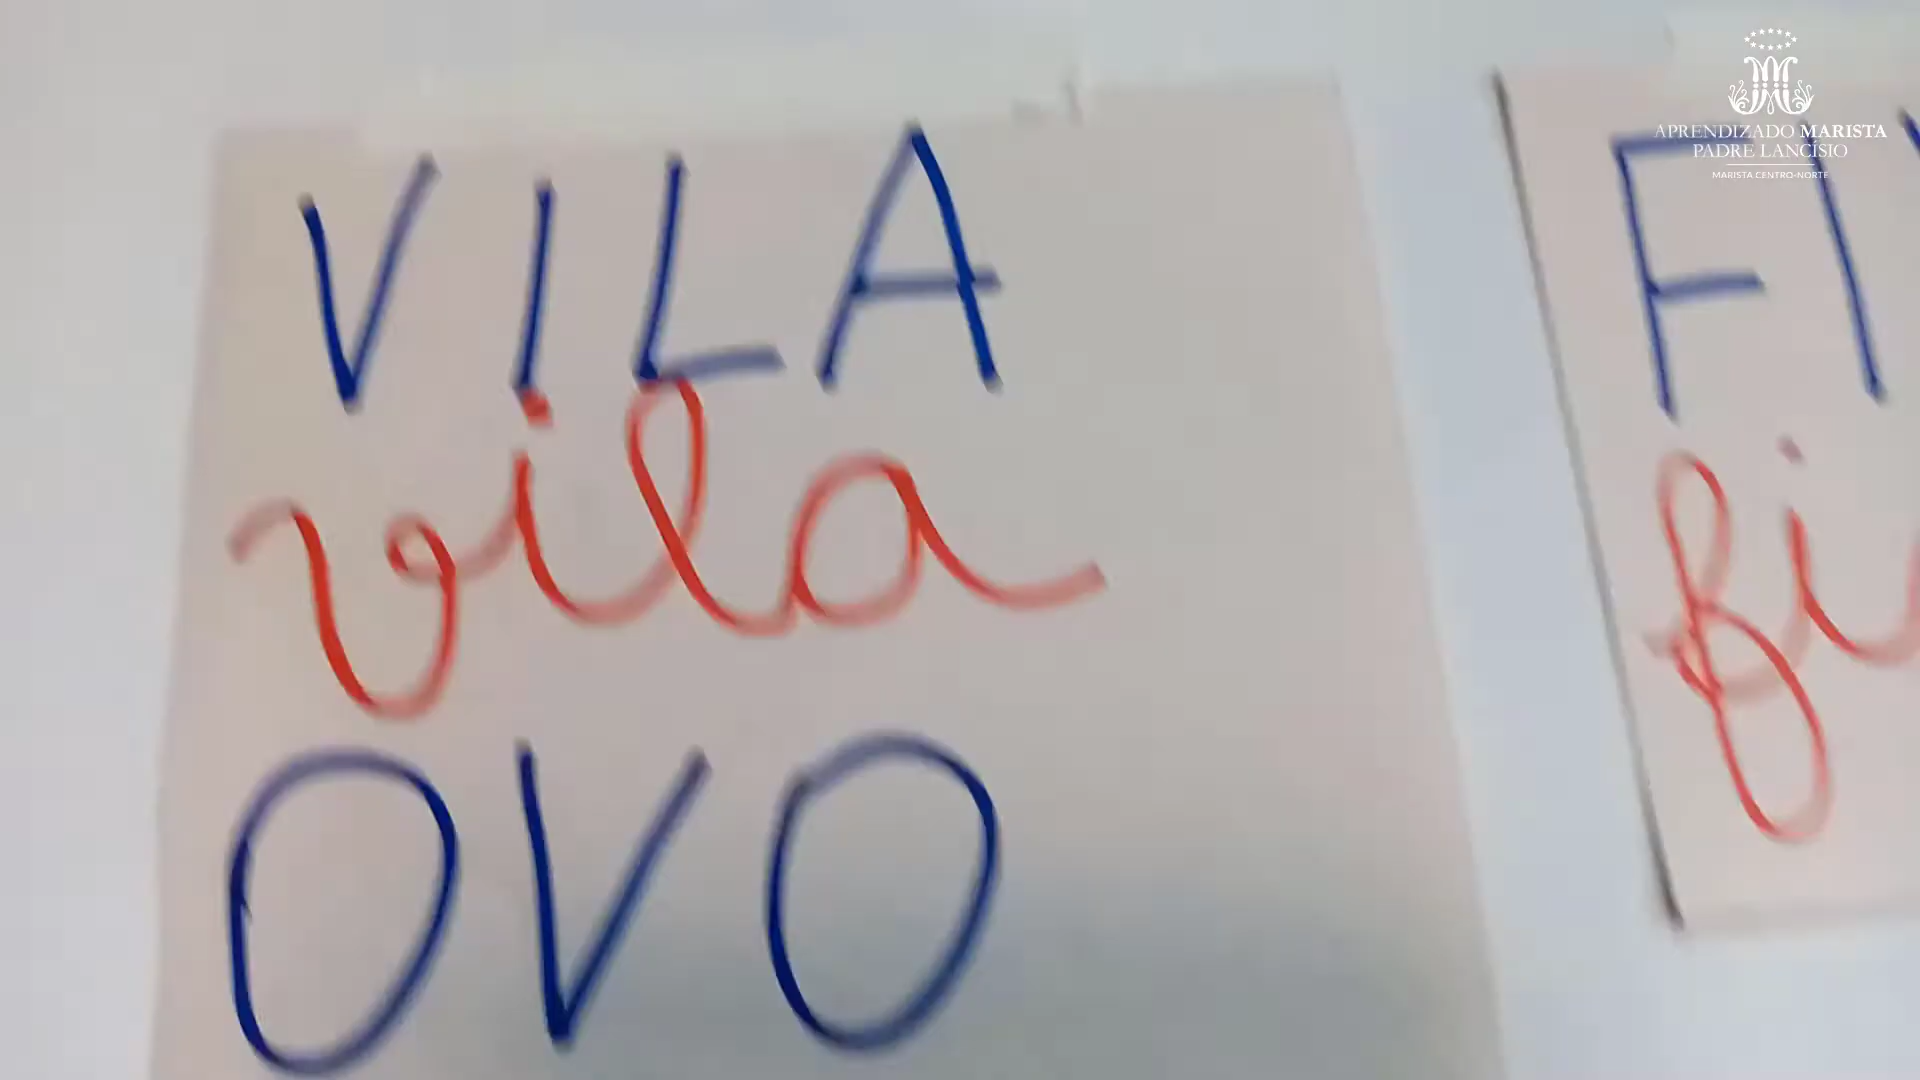 VILA
vila
OVO
APRENDIZADO MARISTA
PADRE LANCÍSIO
MARISTA CENTRO-NORTE